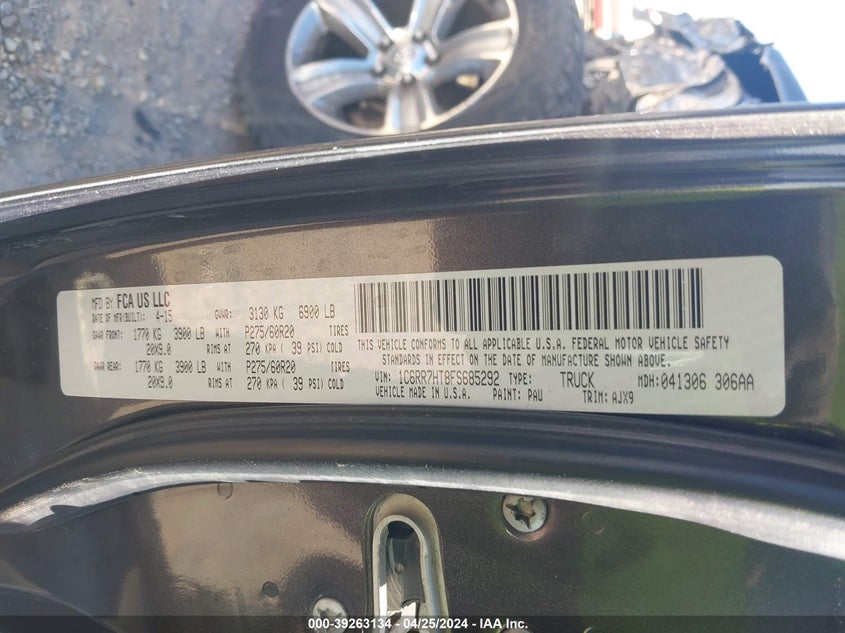 MFD BY FCA US LLC
DATE OF MFR(BUILT): 4-15 GVWR: 3130 KG 6900 LB
GAWR FRONT: 1770 KG 3900 LB WITH P275/60R20 TIRES
20X9.0 RIMS AT 270 KPA ( 39 PSI) COLD
GAWR REAR: 1770 KG 3900 LB WITH P275/60R20 TIRES
20X9.0 RIMS AT 270 KPA ( 39 PSI) COLD
THIS VEHICLE CONFORMS TO ALL APPLICABLE U.S.A. FEDERAL MOTOR VEHICLE SAFETY
STANDARDS IN EFFECT ON THE DATE OF MANUFACTURE SHOWN ABOVE.
VIN: 1C6RR7HT8FS685292 TYPE: TRUCK MDH:041306 306AA
VEHICLE MADE IN U.S.A. PAINT: PAU TRIM: AJX9
000-39263134 - 04/25/2024 - IAA Inc.